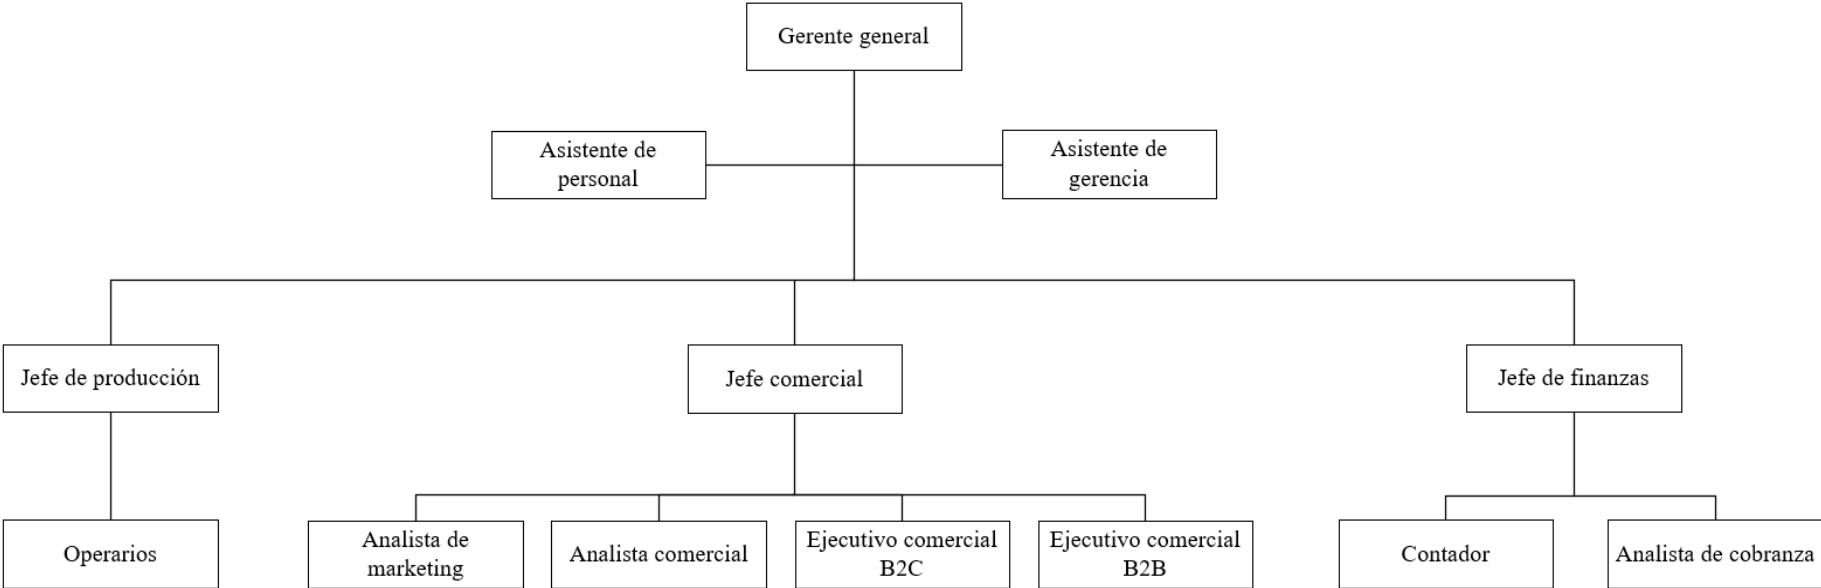 Gerente general
Asistente de
personal
Asistente de
gerencia
Jefe de producción
Jefe comercial
Jefe de finanzas
Operarios
Analista de
marketing
Analista comercial
Ejecutivo comercial
B2C
Ejecutivo comercial
B2B
Contador
Analista de cobranza